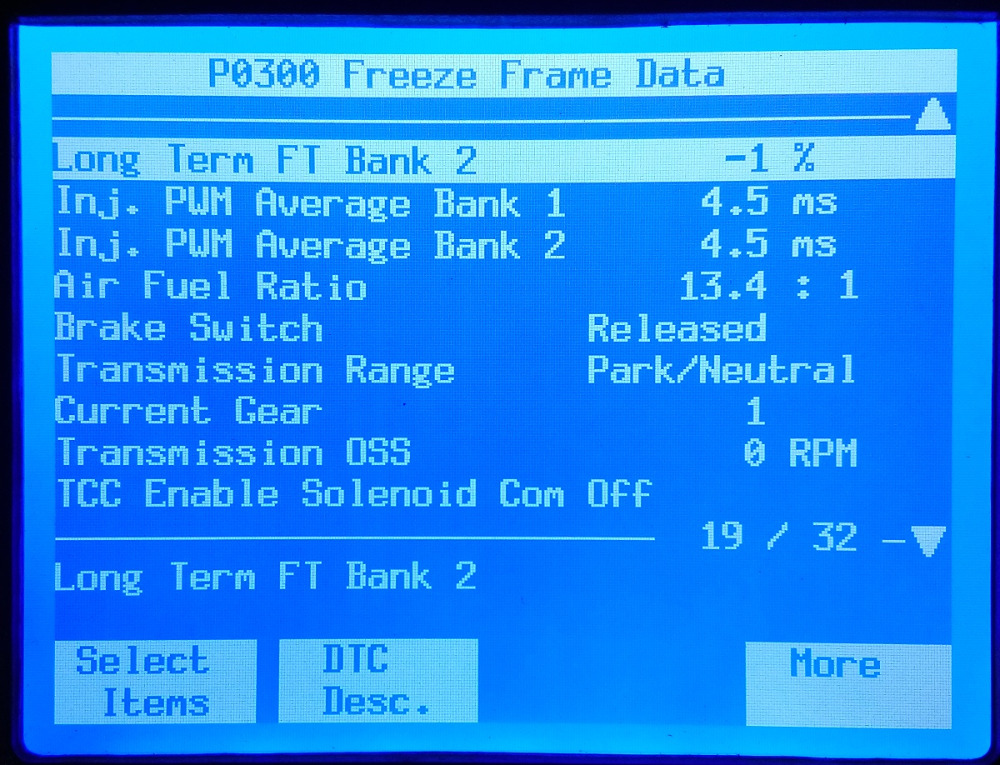 P0300 Freeze Frame Data
Long Term FT Bank 2 -1 %
Inj. PWM Average Bank 1 4.5 ms
Inj. PWM Average Bank 2 4.5 ms
Air Fuel Ratio 13.4 : 1
Brake Switch Released
Transmission Range Park/Neutral
Current Gear 1
Transmission OSS 0 RPM
TCC Enable Solenoid Com Off
19 / 32
Long Term FT Bank 2
Select Items
DTC Desc.
More